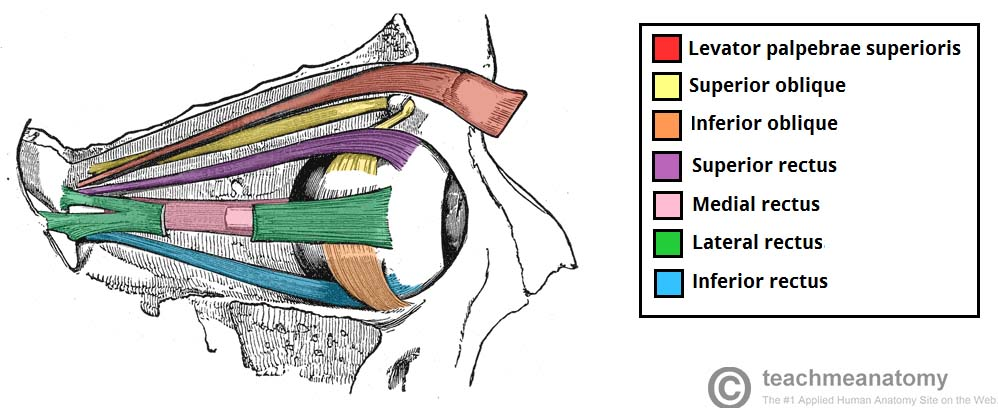 Levator palpebrae superioris
Superior oblique
Inferior oblique
Superior rectus
Medial rectus
Lateral rectus
Inferior rectus
© teachmeanatomy
The #1 Applied Human Anatomy Site on the Web.